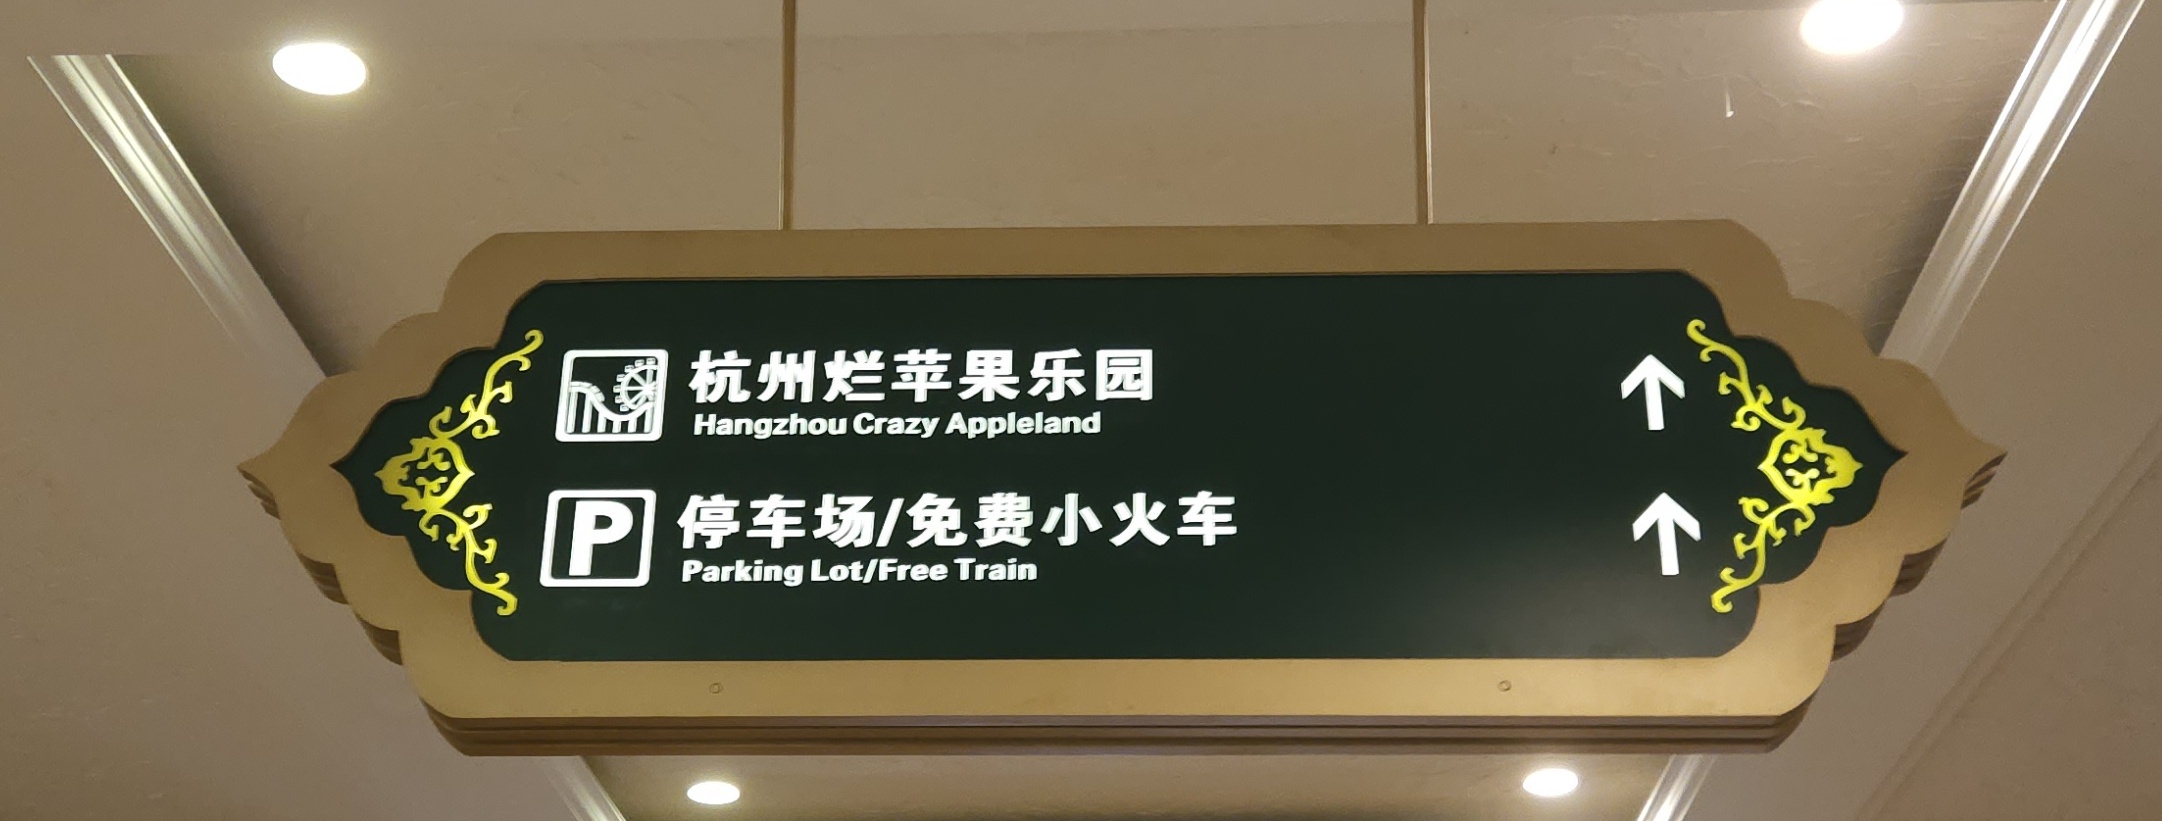 杭州烂苹果乐园
Hangzhou Crazy Appleland
P 停车场/免费小火车
Parking Lot/Free Train